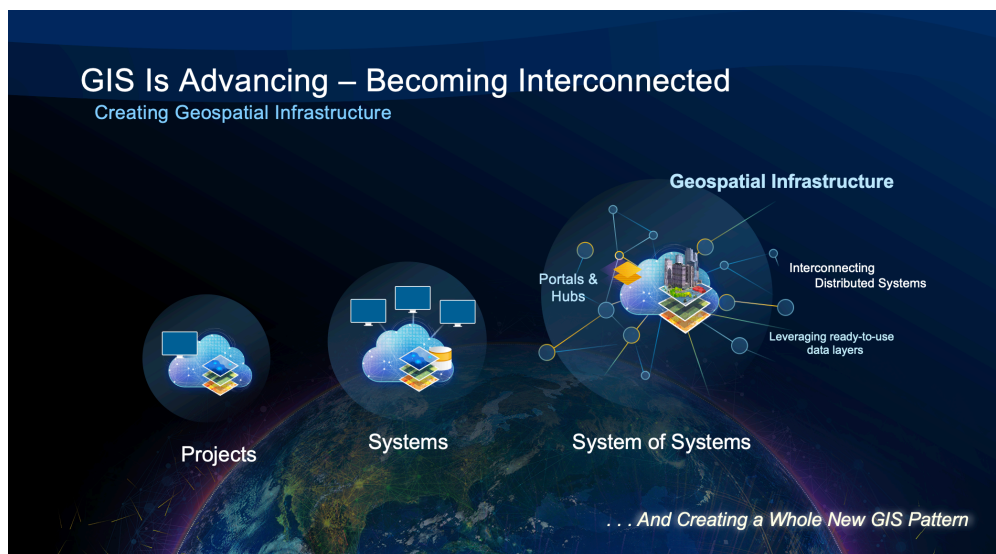 GIS Is Advancing – Becoming Interconnected
Creating Geospatial Infrastructure
Geospatial Infrastructure
Portals &
Hubs
Interconnecting
Distributed Systems
Leveraging ready-to-use
data layers
Projects
Systems
System of Systems
. . . And Creating a Whole New GIS Pattern